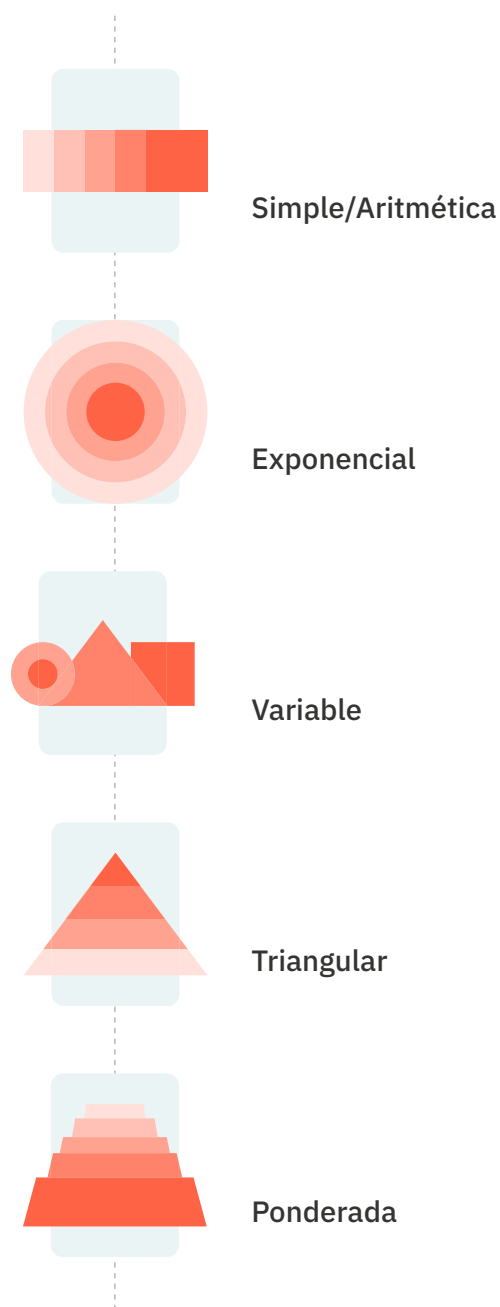 Simple/Aritmética
Exponencial
Variable
Triangular
Ponderada